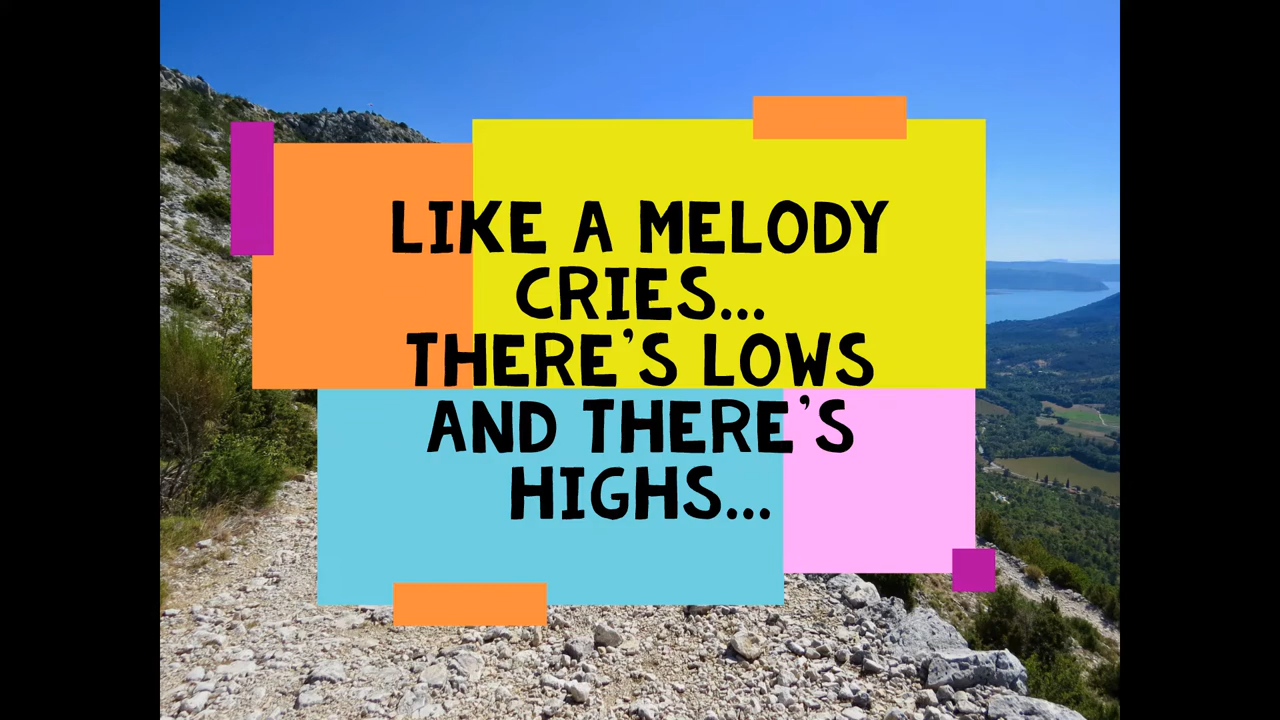 LIKE A MELODY
CRIES...
THERE'S LOWS
AND THERE'S
HIGHS...